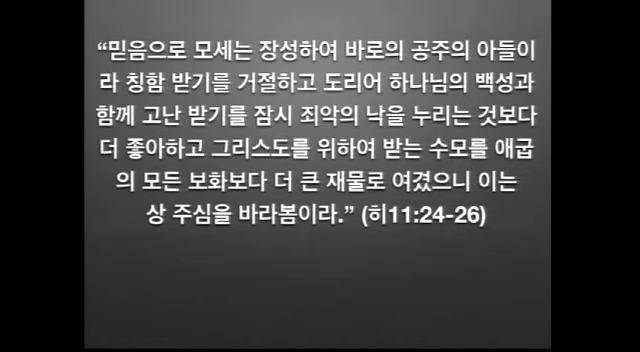 “믿음으로 모세는 장성하여 바로의 공주의 아들이
라 칭함 받기를 거절하고 도리어 하나님의 백성과
함께 고난 받기를 잠시 죄악의 낙을 누리는 것보다
더 좋아하고 그리스도를 위하여 받는 수모를 애굽
의 모든 보화보다 더 큰 재물로 여겼으니 이는
상 주심을 바라봄이라.” (히11:24-26)